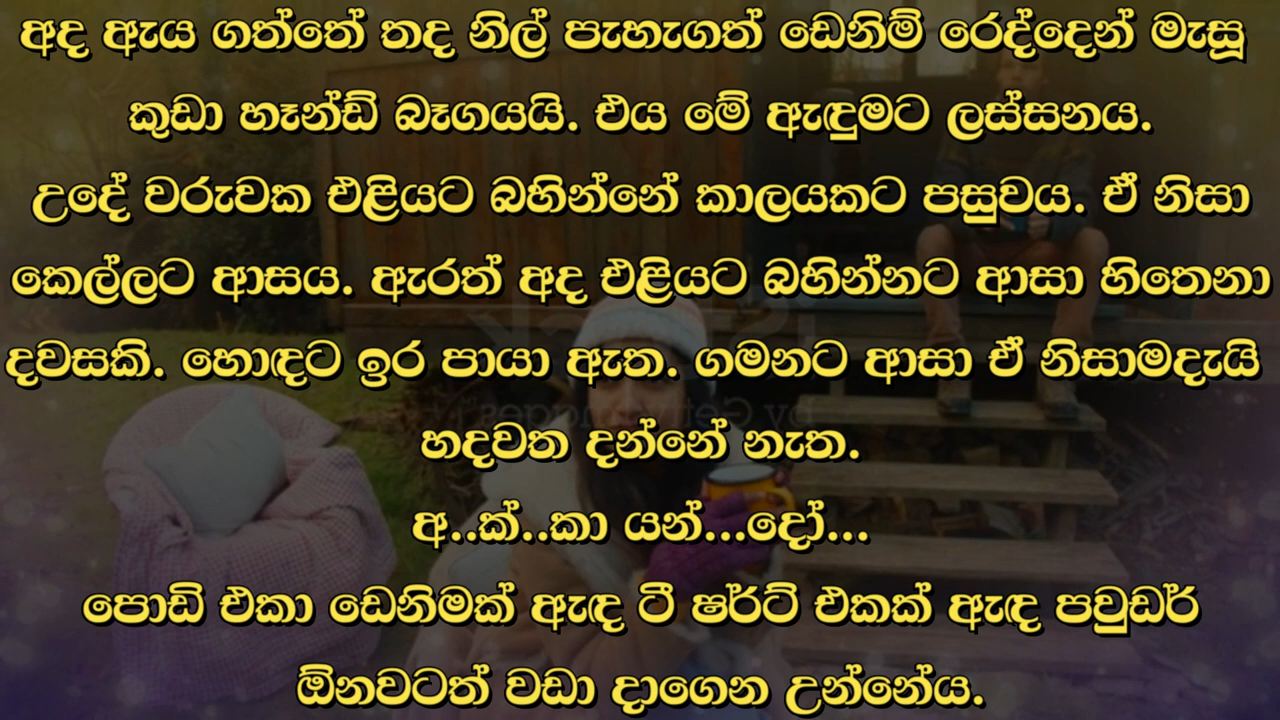 අද ඇය ගත්තේ තද නිල් පැහැගත් ඩෙනිම් රෙද්දෙන් මැසූ
කුඩා හෑන්ඩ් බෑගයයි. එය මේ ඇඳුමට ලස්සනය.
උදේ වරුවක එළියට බහින්නේ කාලයකට පසුවය. ඒ නිසා
කෙල්ලට ආසය. ඇරත් අද එළියට බහින්නට ආසා හිතෙනා
දවසකි. හොඳට ඉර පායා ඇත. ගමනට ආසා ඒ නිසාමදැයි
හදවත දන්නේ නැත.
අ..ක්..කා යන්...දෝ...
පොඩි එකා ඩෙනිමක් ඇඳ ටී ෂර්ට් එකක් ඇඳ පවුඩර්
ඕනවටත් වඩා දාගෙන උන්නේය.